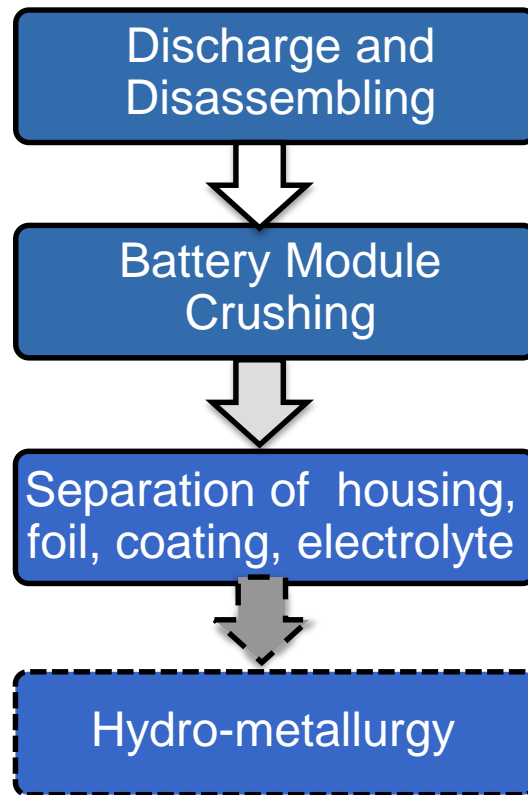 Discharge and
Disassembling
Battery Module
Crushing
Separation of  housing,
foil, coating, electrolyte
Hydro-metallurgy